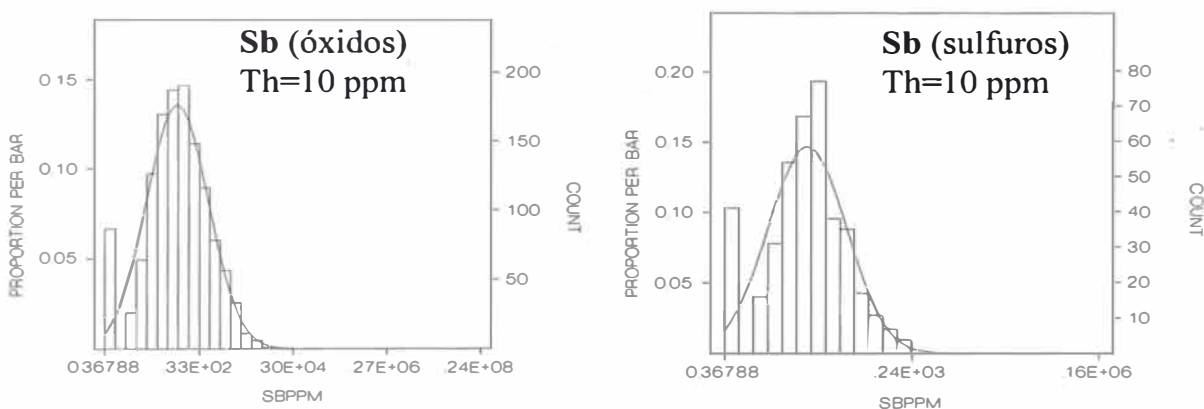 Sb (óxidos)
Th=10 ppm
PROPORTION PER BAR
0.15
0.10
0.05
200
150
100
50
COUNT
0.36788
.33E+02
.30E+04
.27E+06
.24E+08
SBPPM
Sb (sulfuros)
Th=10 ppm
PROPORTION PER BAR
0.20
0.15
0.10
0.05
80
70
60
50
40
30
20
10
COUNT
0.36788
.24E+03
.16E+06
SBPPM